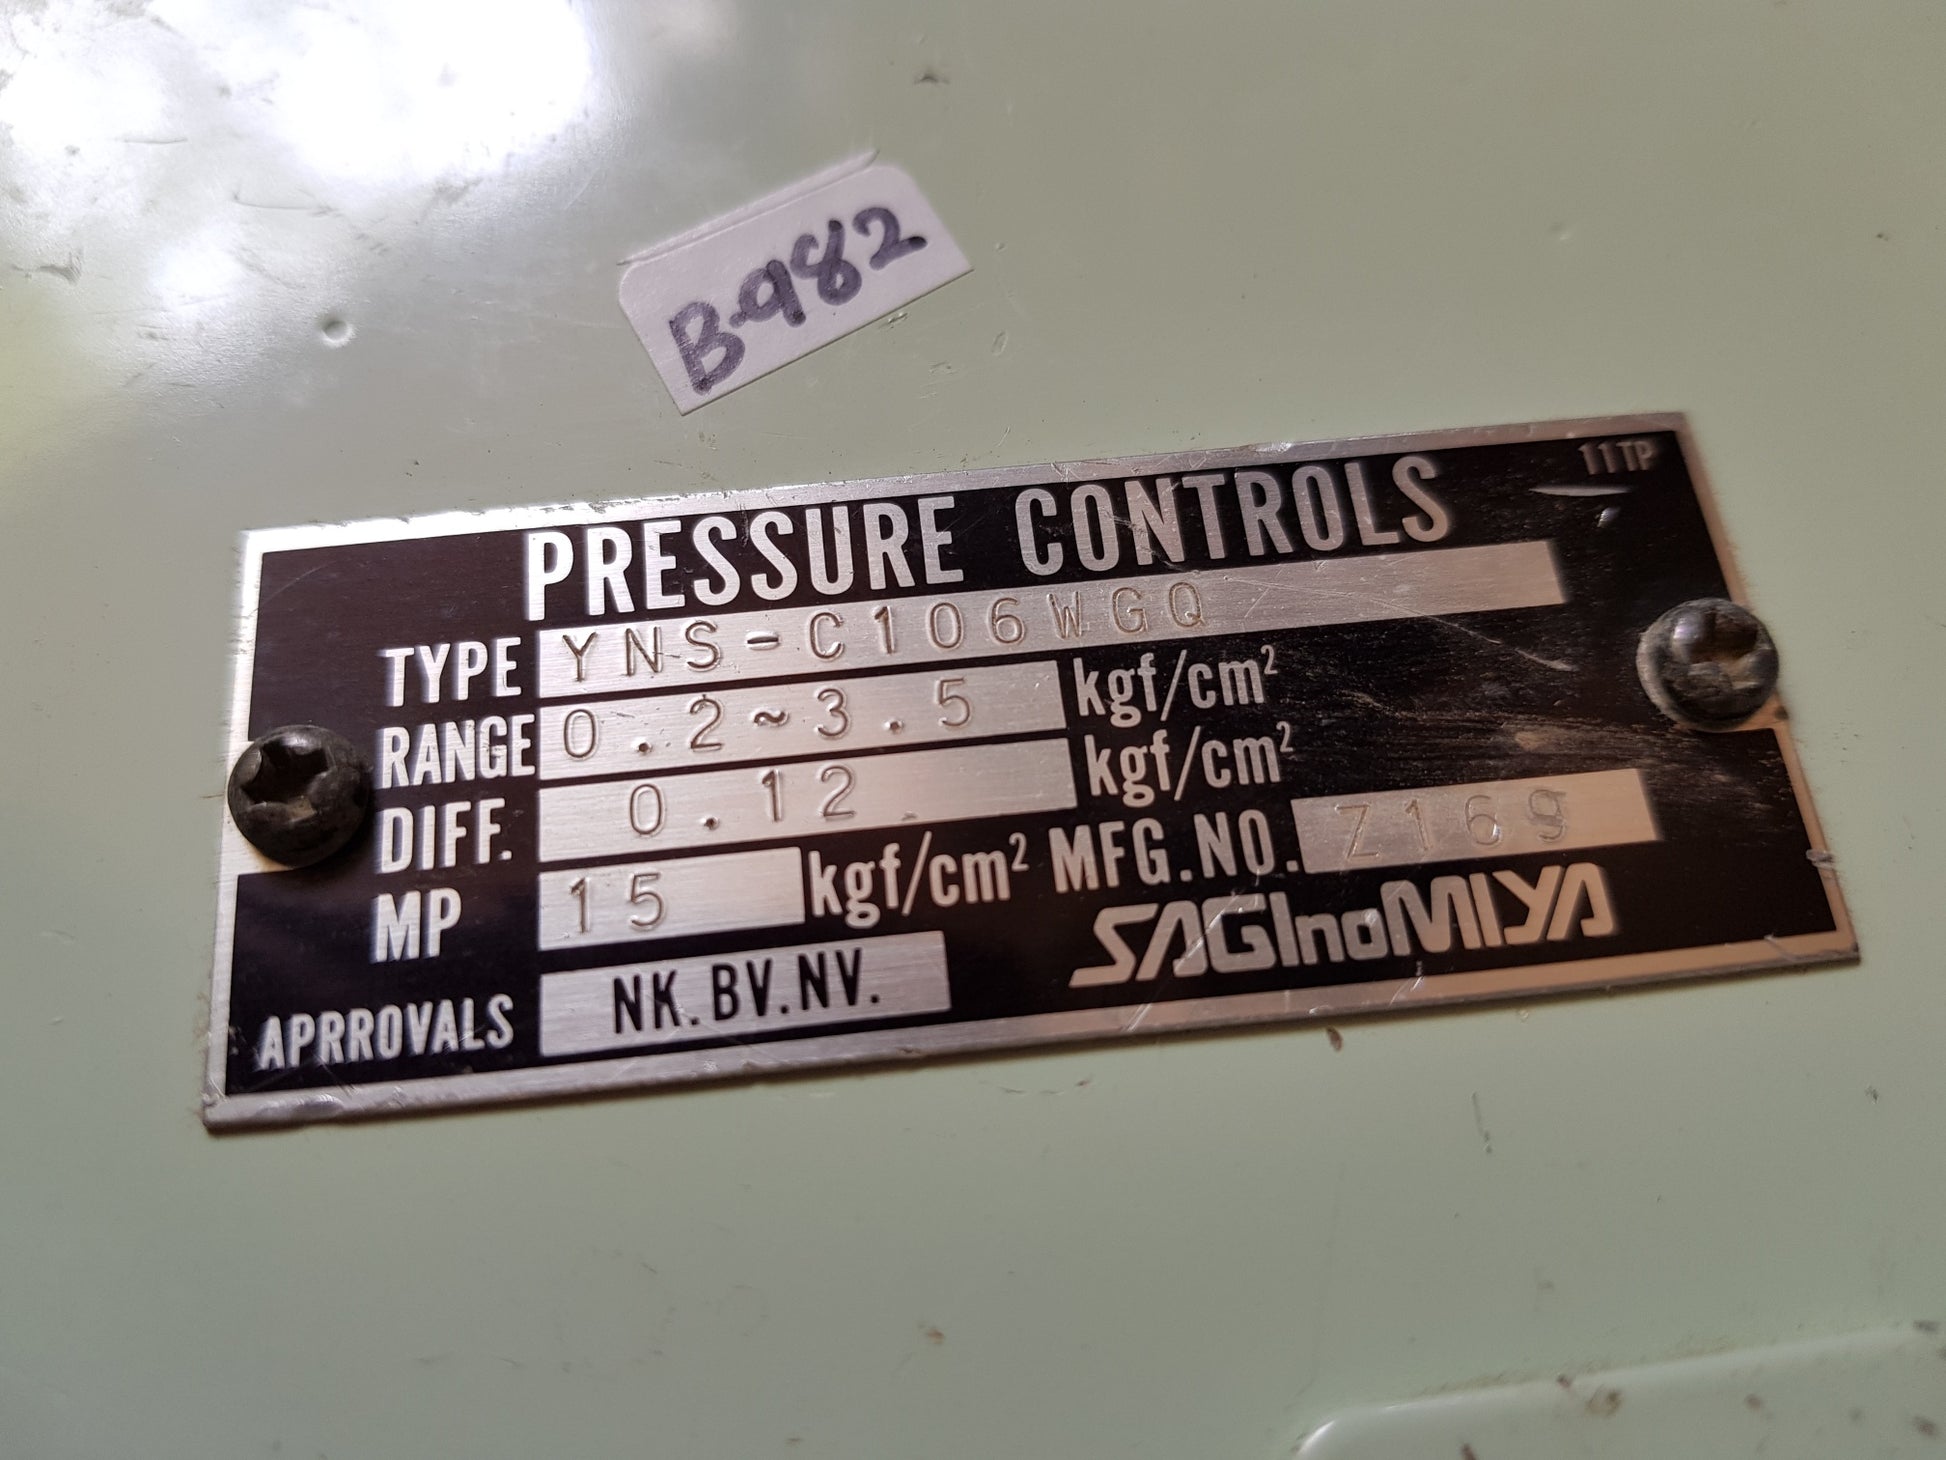 B-982
11TP
PRESSURE CONTROLS
TYPE YNS-C106WGQ
RANGE 0.2~3.5 kgf/cm²
DIFF. 0.12 kgf/cm²
MP 15 kgf/cm² MFG.NO. Z169
SAGInoMIYA
APRROVALS NK.BV.NV.